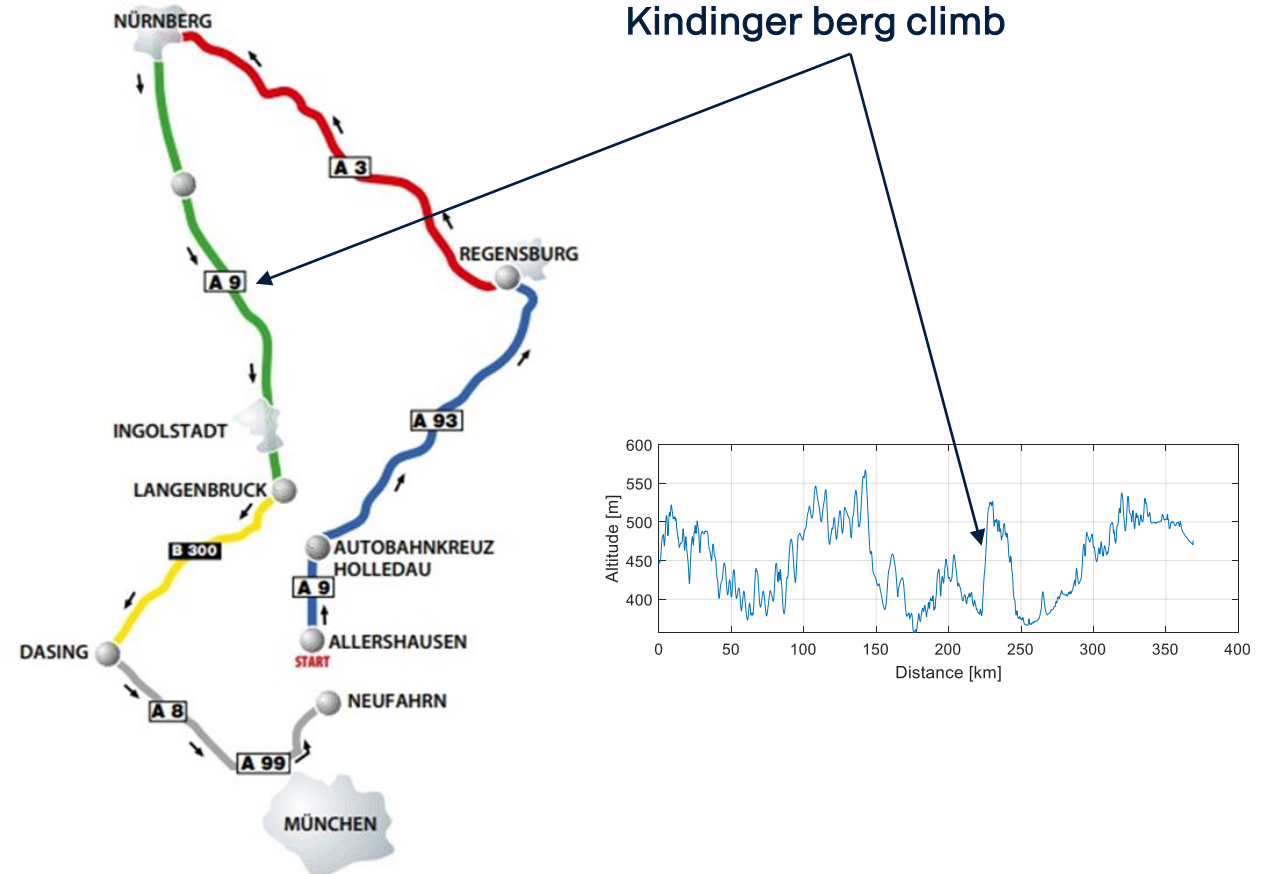 Kindinger berg climb
NÜRNBERG
A 3
REGENSBURG
A 9
A 93
INGOLSTADT
LANGENBRUCK
B 300
AUTOBAHNKREUZ
HOLLEDAU
A 9
ALLERSHAUSEN
START
DASING
NEUFAHRN
A 8
A 99
MÜNCHEN
600
550
500
450
400
Altitude [m]
0 50 100 150 200 250 300 350 400
Distance [km]